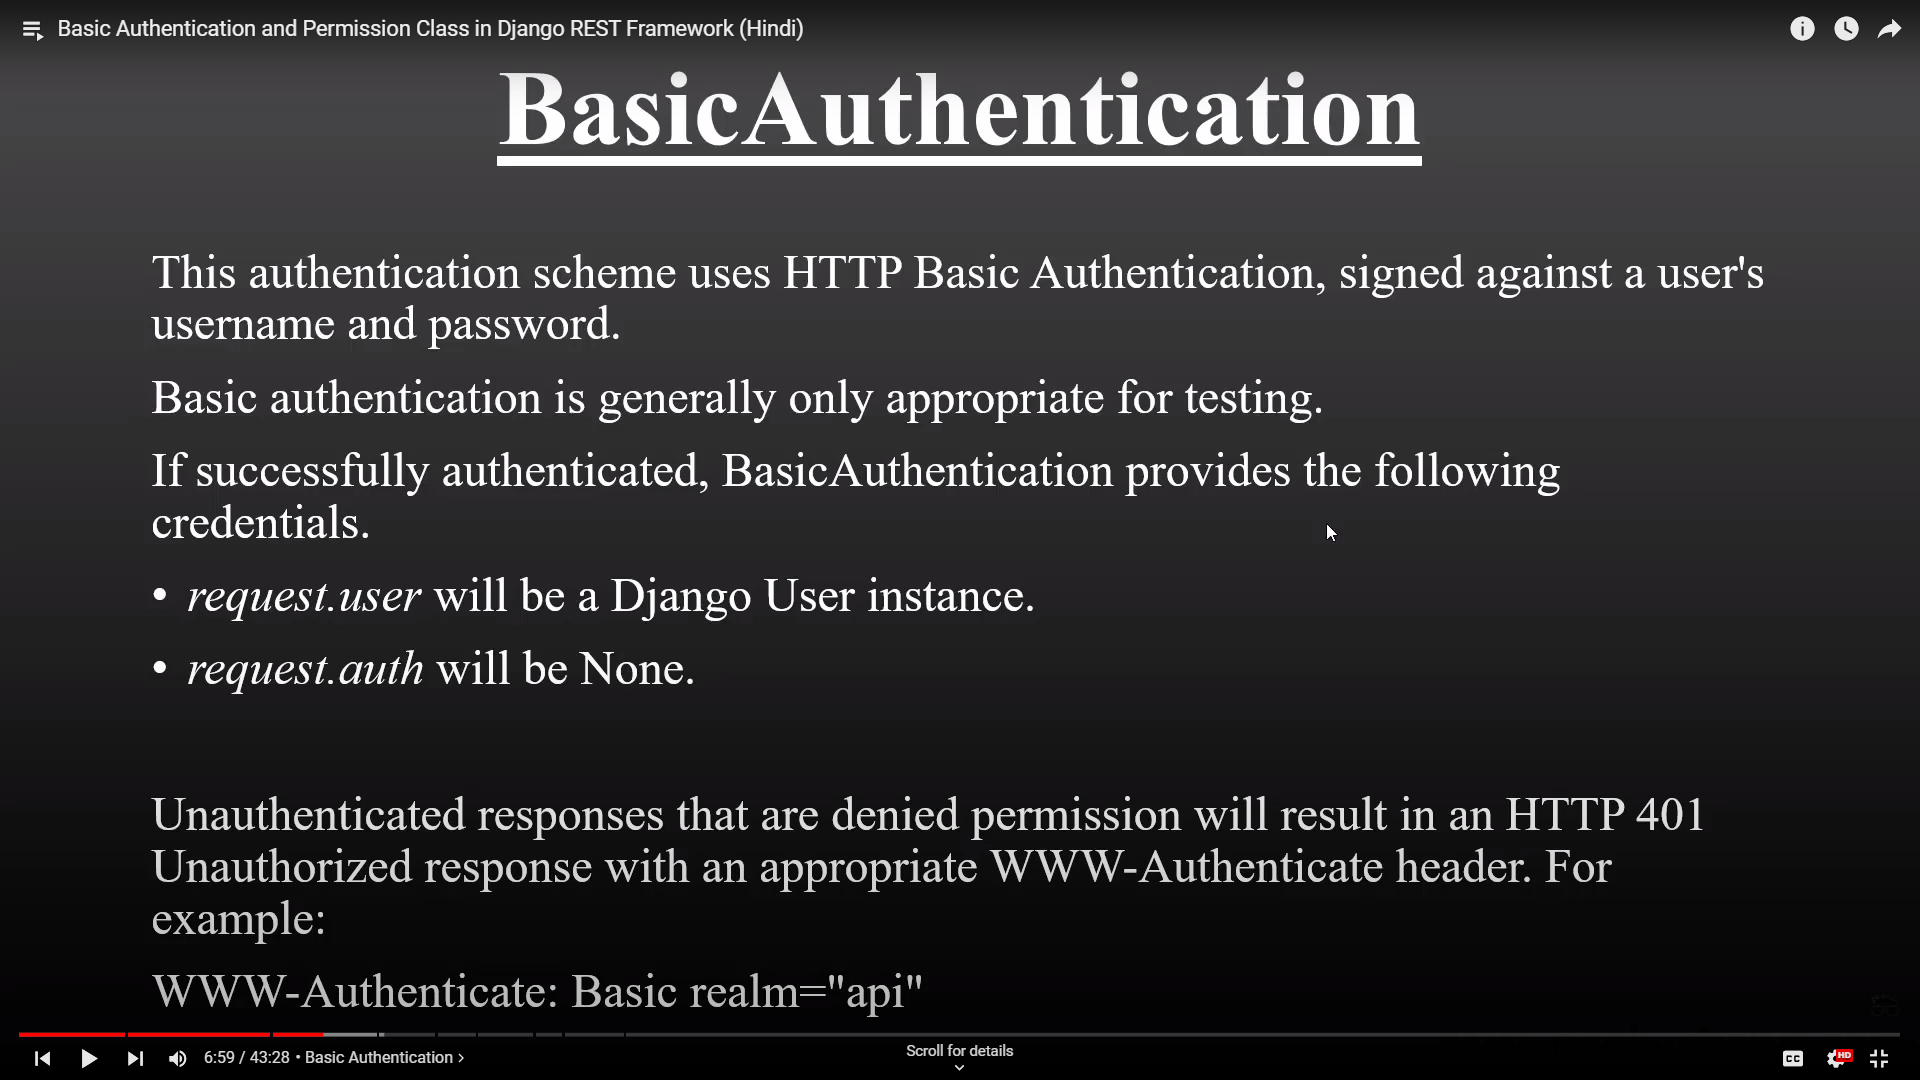 Basic Authentication and Permission Class in Django REST Framework (Hindi)
BasicAuthentication
This authentication scheme uses HTTP Basic Authentication, signed against a user's
username and password.
Basic authentication is generally only appropriate for testing.
If successfully authenticated, BasicAuthentication provides the following
credentials.
• request.user will be a Django User instance.
• request.auth will be None.
Unauthenticated responses that are denied permission will result in an HTTP 401
Unauthorized response with an appropriate WWW-Authenticate header. For
example:
WWW-Authenticate: Basic realm="api"
6:59 / 43:28 • Basic Authentication >
Scroll for details
CC
HD